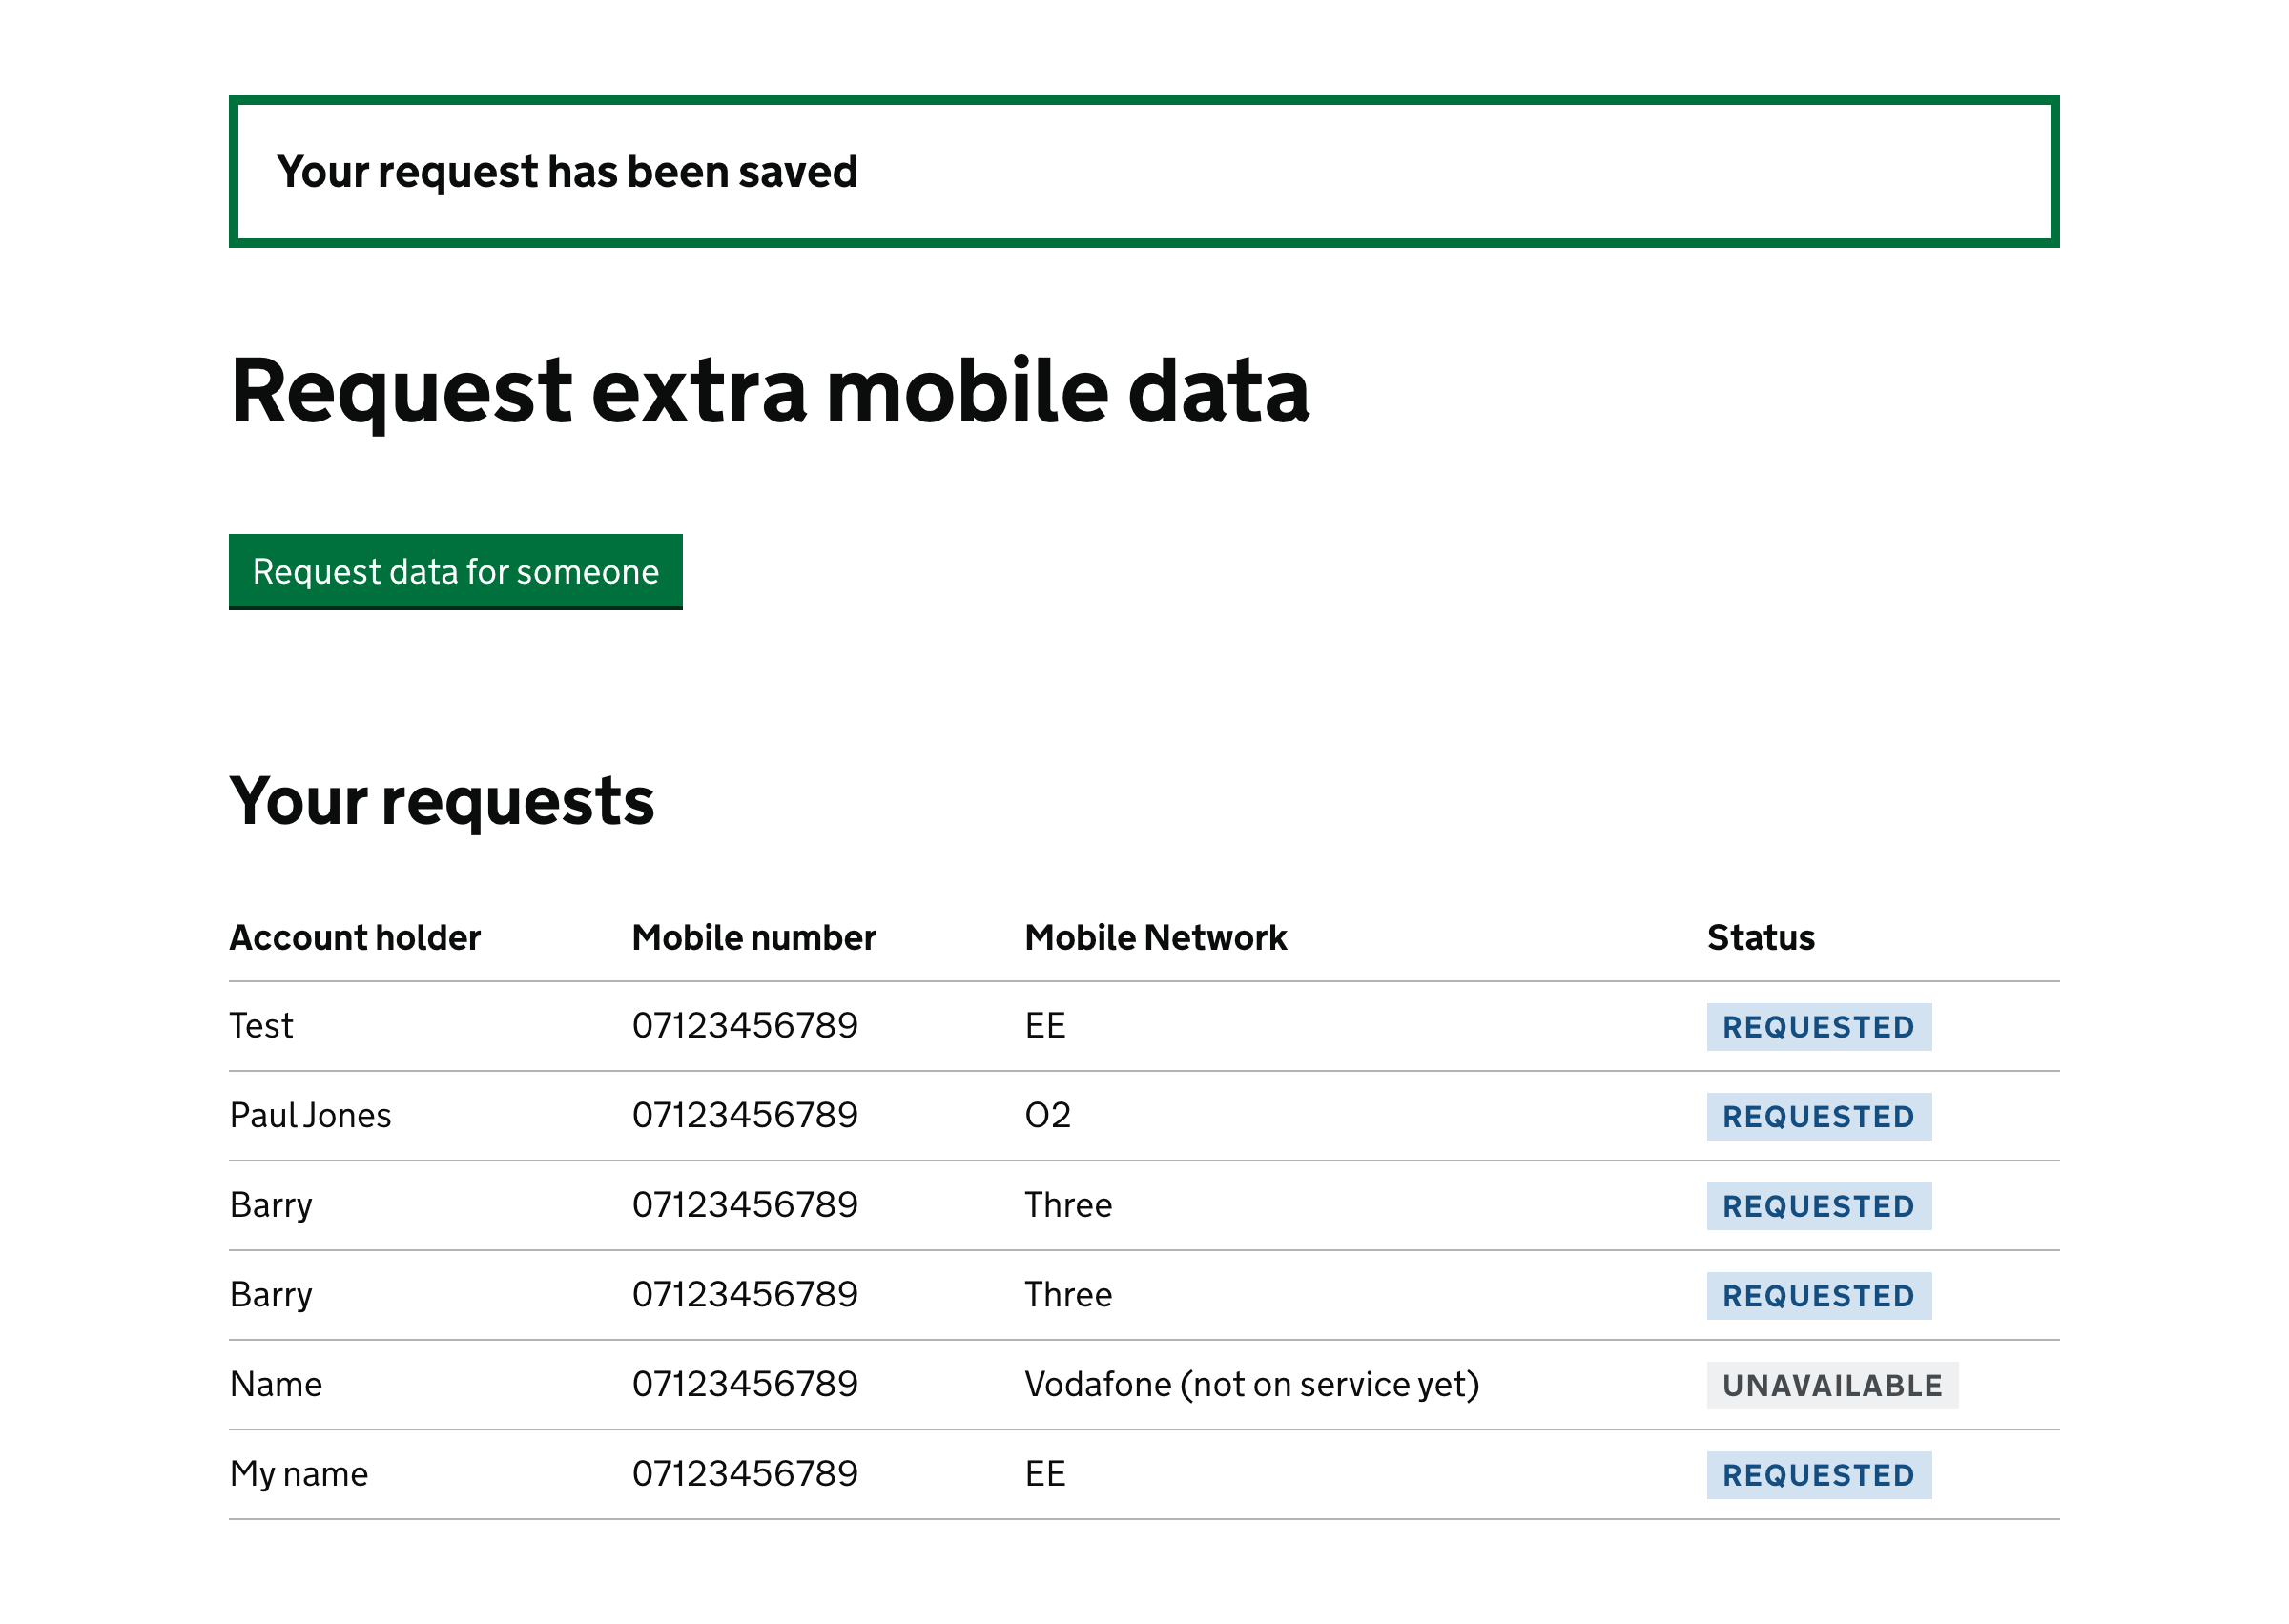 Your request has been saved
Request extra mobile data
Request data for someone
Your requests
Account holder Mobile number Mobile Network Status
Test 07123456789 EE REQUESTED
Paul Jones 07123456789 O2 REQUESTED
Barry 07123456789 Three REQUESTED
Barry 07123456789 Three REQUESTED
Name 07123456789 Vodafone (not on service yet) UNAVAILABLE
My name 07123456789 EE REQUESTED